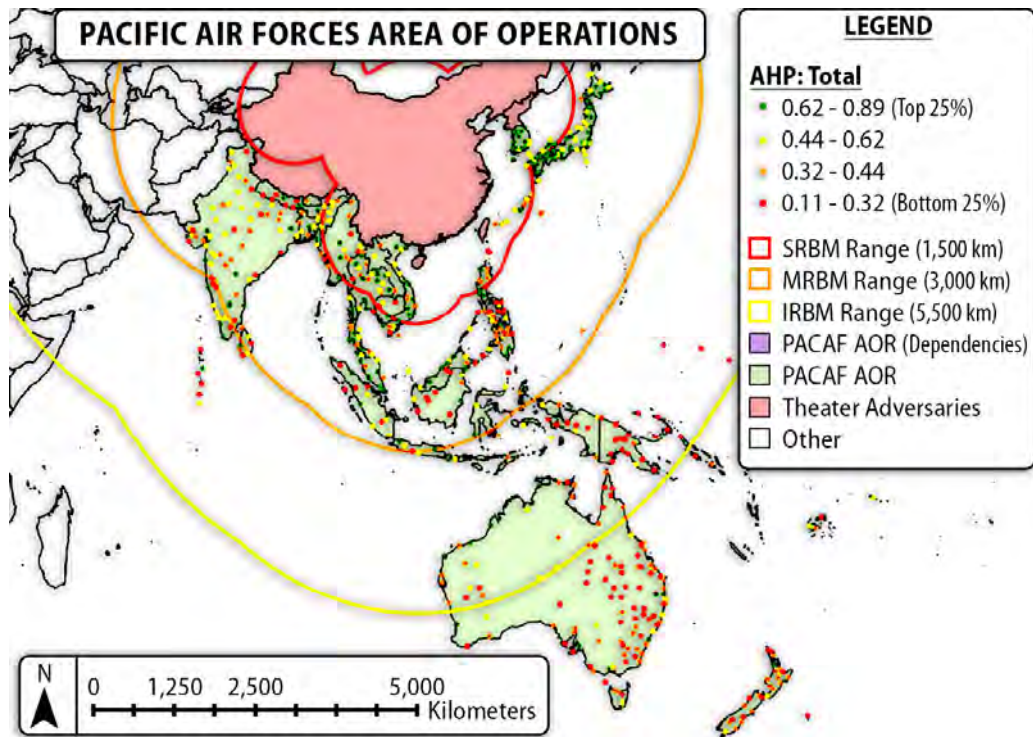 PACIFIC AIR FORCES AREA OF OPERATIONS
LEGEND
AHP: Total
0.62 - 0.89 (Top 25%)
0.44 - 0.62
0.32 - 0.44
0.11 - 0.32 (Bottom 25%)
SRBM Range (1,500 km)
MRBM Range (3,000 km)
IRBM Range (5,500 km)
PACAF AOR (Dependencies)
PACAF AOR
Theater Adversaries
Other
N
0 1,250 2,500 5,000
Kilometers